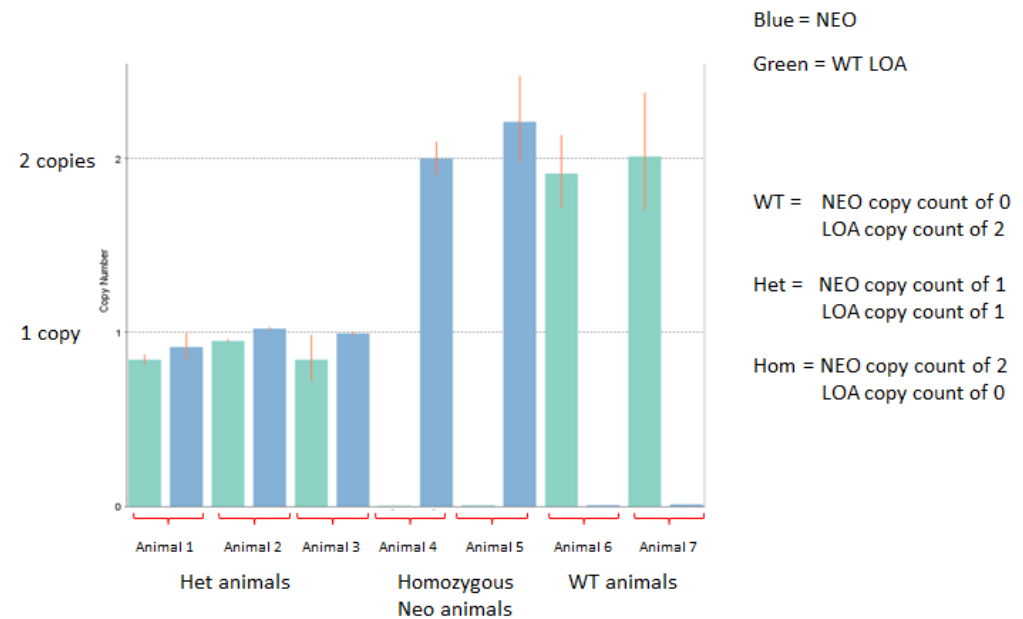 Blue = NEO
Green = WT LOA
2 copies
2
Copy Number
1 copy
1
0
WT = NEO copy count of 0
LOA copy count of 2
Het = NEO copy count of 1
LOA copy count of 1
Hom = NEO copy count of 2
LOA copy count of 0
Animal 1
Animal 2
Animal 3
Animal 4
Animal 5
Animal 6
Animal 7
Het animals
Homozygous
Neo animals
WT animals